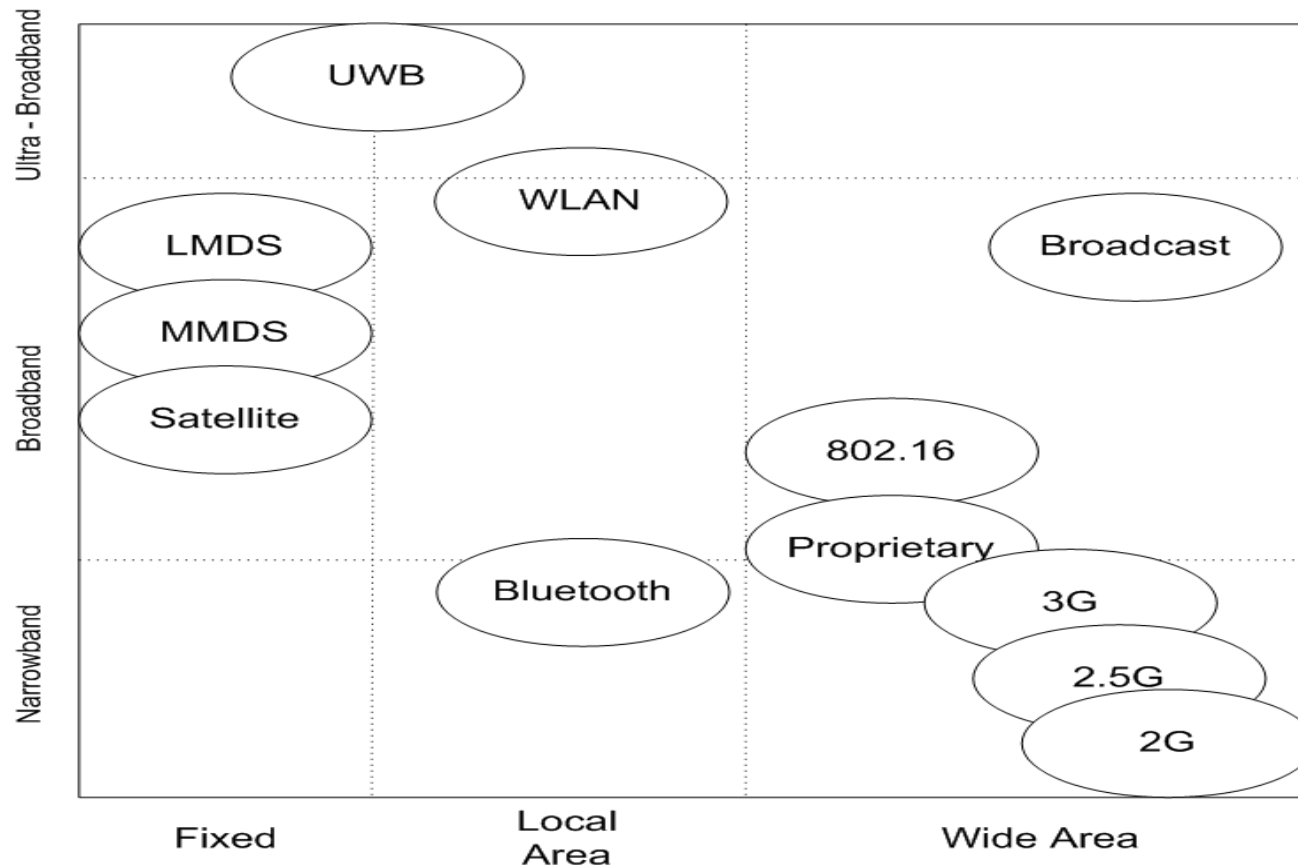 Ultra - Broadband
Broadband
Narrowband
UWB
WLAN
LMDS
Broadcast
MMDS
Satellite
802.16
Proprietary
Bluetooth
3G
2.5G
2G
Fixed
Local
Area
Wide Area